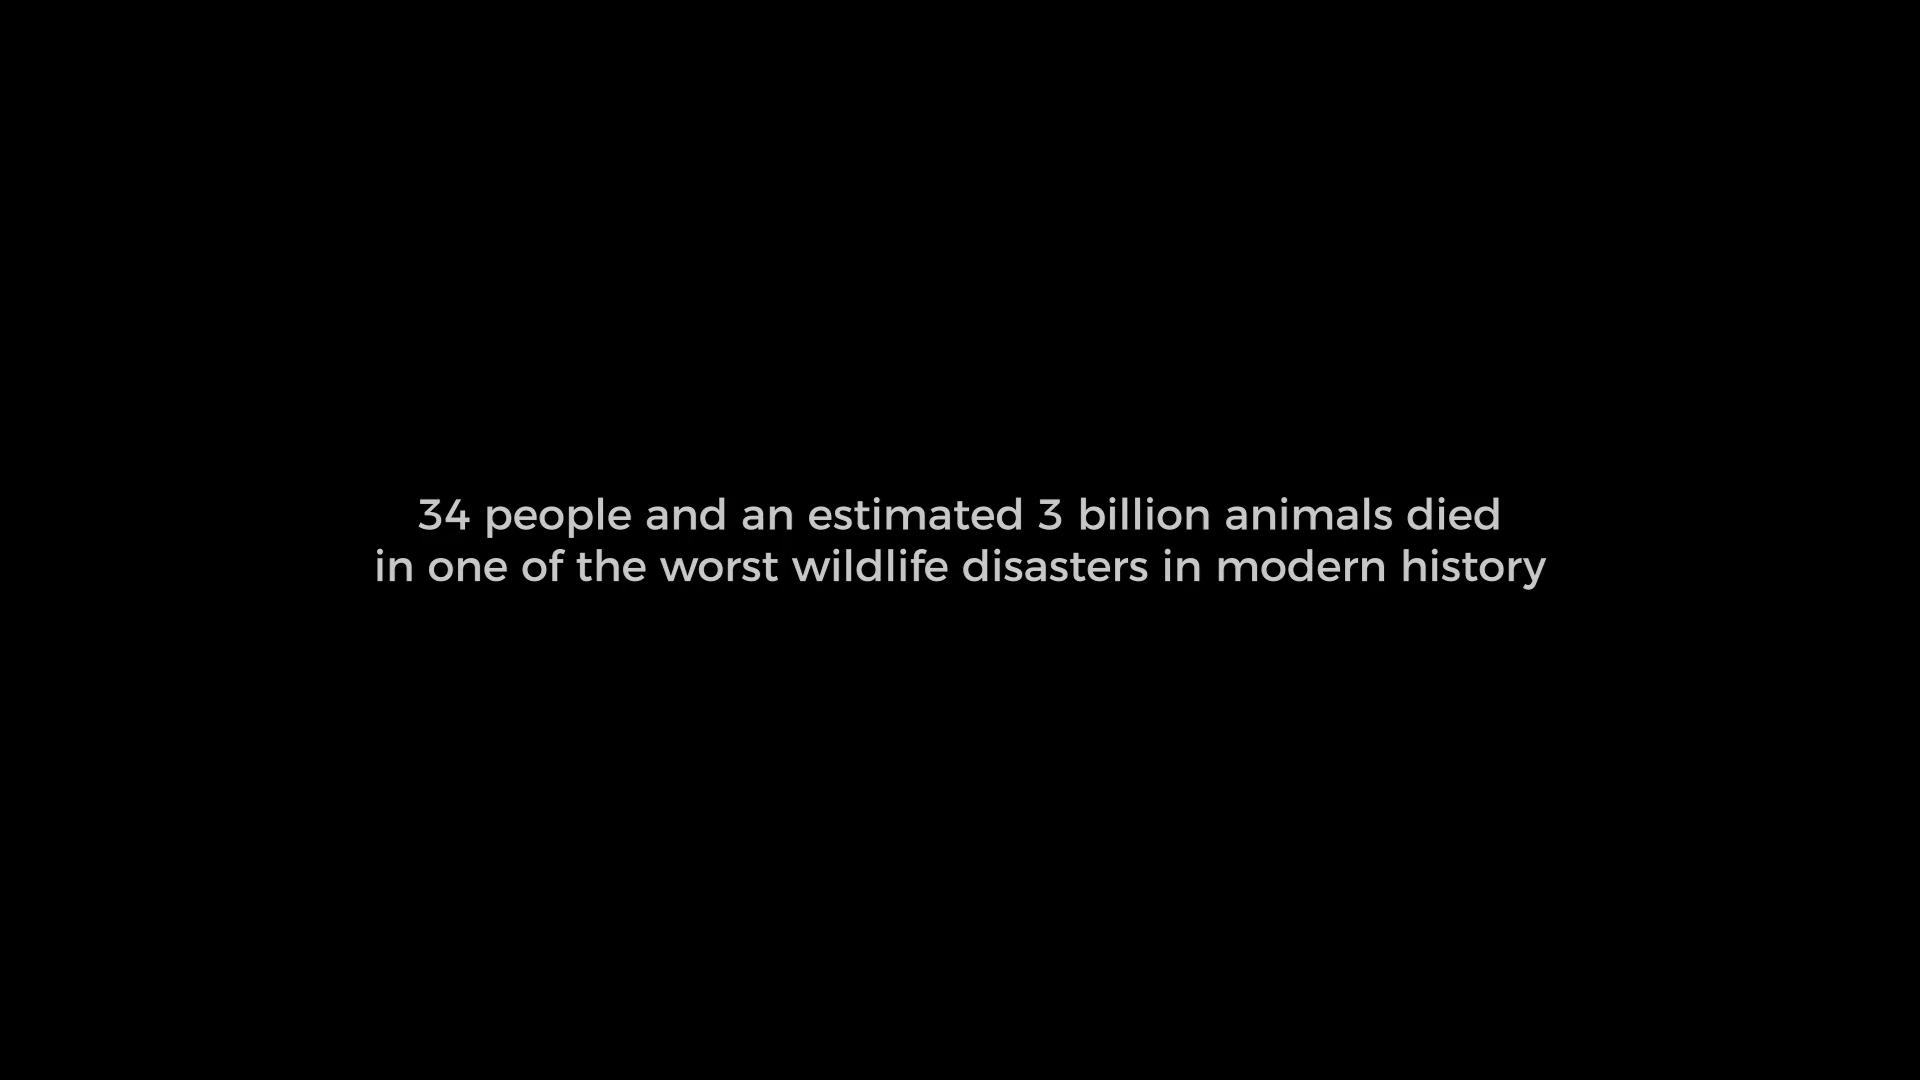 34 people and an estimated 3 billion animals died
in one of the worst wildlife disasters in modern history